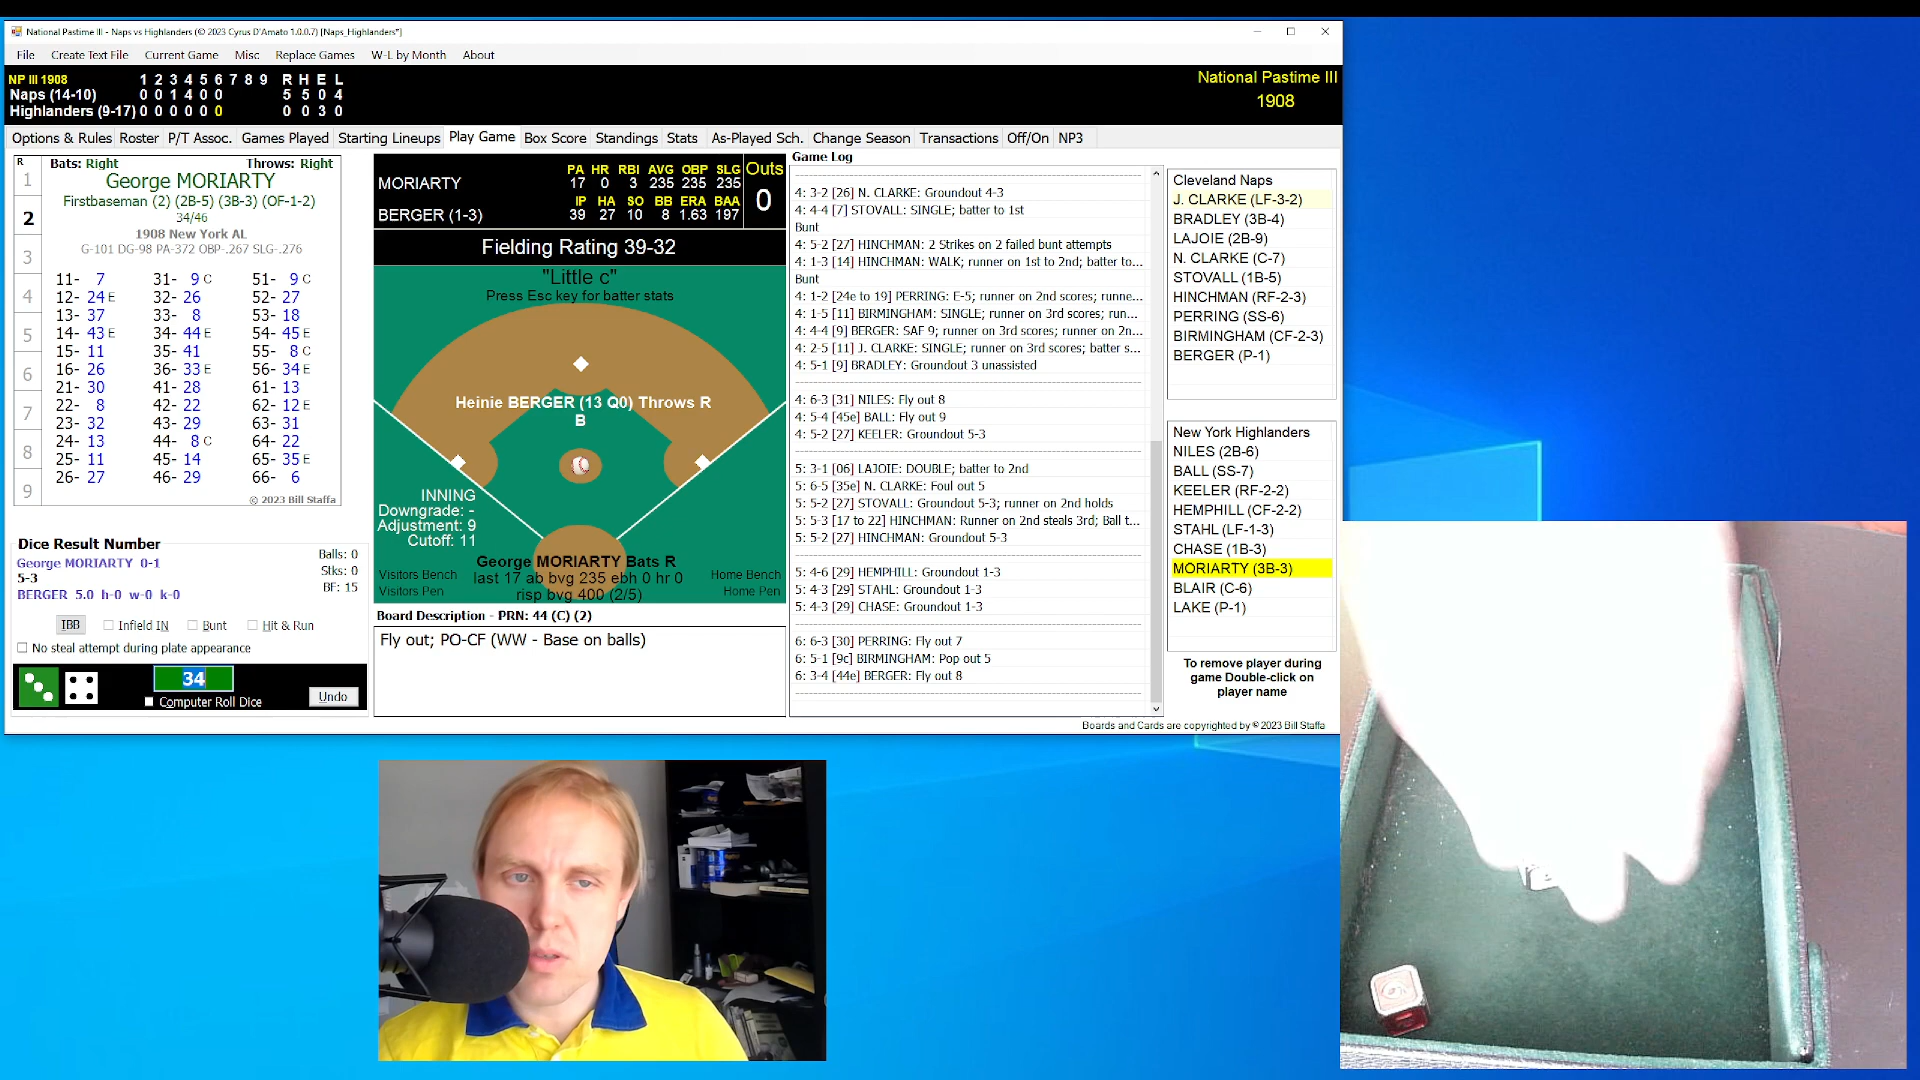 National Pastime III - Naps vs Highlanders (© 2023 Cyrus D'Amato 1.0.0.7) [Naps_Highlanders*]
File Create Text File Current Game Misc Replace Games W-L by Month About
NP III 1908 1 2 3 4 5 6 7 8 9 R H E L
Naps (14-10) 0 0 1 4 0 0 5 5 0 4
Highlanders (9-17) 0 0 0 0 0 0 0 0 3 0
National Pastime III
1908
Options & Rules Roster P/T Assoc. Games Played Starting Lineups Play Game Box Score Standings Stats As-Played Sch. Change Season Transactions Off/On NP3
R
1
2
3
4
5
6
7
8
9
Bats: Right Throws: Right
George MORIARTY
Firstbaseman (2) (2B-5) (3B-3) (OF-1-2)
34/46
1908 New York AL
G-101 DG-98 PA-372 OBP-.267 SLG-.276
11- 7 31- 9 C 51- 9 C
12- 24 E 32- 26 52- 27
13- 37 33- 8 53- 18
14- 43 E 34- 44 E 54- 45 E
15- 11 35- 41 55- 8 C
16- 26 36- 33 E 56- 34 E
21- 30 41- 28 61- 13
22- 8 42- 22 62- 12 E
23- 32 43- 29 63- 31
24- 13 44- 8 C 64- 22
25- 11 45- 14 65- 35 E
26- 27 46- 29 66- 6
© 2023 Bill Staffa
Dice Result Number
George MORIARTY 0-1
5-3
BERGER 5.0 h-0 w-0 k-0
Balls: 0
Stks: 0
BF: 15
IBB Infield IN Bunt Hit & Run
No steal attempt during plate appearance
34
Computer Roll Dice
Undo
PA HR RBI AVG OBP SLG
MORIARTY 17 0 3 235 235 235
IP HA SO BB ERA BAA
BERGER (1-3) 39 27 10 8 1.63 197
Outs
0
Fielding Rating 39-32
"Little c"
Press Esc key for batter stats
Heinie BERGER (13 Q0) Throws R
B
INNING
Downgrade: -
Adjustment: 9
Cutoff: 11
George MORIARTY Bats R
last 17 ab bvg 235 ebh 0 hr 0
risp bvg 400 (2/5)
Visitors Bench
Visitors Pen
Home Bench
Home Pen
Board Description - PRN: 44 (C) (2)
Fly out; PO-CF (WW - Base on balls)
Game Log
4: 3-2 [26] N. CLARKE: Groundout 4-3
4: 4-4 [7] STOVALL: SINGLE; batter to 1st
Bunt
4: 5-2 [27] HINCHMAN: 2 Strikes on 2 failed bunt attempts
4: 1-3 [14] HINCHMAN: WALK; runner on 1st to 2nd; batter to...
Bunt
4: 1-2 [24e to 19] PERRING: E-5; runner on 2nd scores; runne...
4: 1-5 [11] BIRMINGHAM: SINGLE; runner on 3rd scores; run...
4: 4-4 [9] BERGER: SAF 9; runner on 3rd scores; runner on 2n...
4: 2-5 [11] J. CLARKE: SINGLE; runner on 3rd scores; batter s...
4: 5-1 [9] BRADLEY: Groundout 3 unassisted
4: 6-3 [31] NILES: Fly out 8
4: 5-4 [45e] BALL: Fly out 9
4: 5-2 [27] KEELER: Groundout 5-3
5: 3-1 [06] LAJOIE: DOUBLE; batter to 2nd
5: 6-5 [35e] N. CLARKE: Foul out 5
5: 5-2 [27] STOVALL: Groundout 5-3; runner on 2nd holds
5: 5-3 [17 to 22] HINCHMAN: Runner on 2nd steals 3rd; Ball t...
5: 5-2 [27] HINCHMAN: Groundout 5-3
5: 4-6 [29] HEMPHILL: Groundout 1-3
5: 4-3 [29] STAHL: Groundout 1-3
5: 4-3 [29] CHASE: Groundout 1-3
6: 6-3 [30] PERRING: Fly out 7
6: 5-1 [9c] BIRMINGHAM: Pop out 5
6: 3-4 [44e] BERGER: Fly out 8
Cleveland Naps
J. CLARKE (LF-3-2)
BRADLEY (3B-4)
LAJOIE (2B-9)
N. CLARKE (C-7)
STOVALL (1B-5)
HINCHMAN (RF-2-3)
PERRING (SS-6)
BIRMINGHAM (CF-2-3)
BERGER (P-1)
New York Highlanders
NILES (2B-6)
BALL (SS-7)
KEELER (RF-2-2)
HEMPHILL (CF-2-2)
STAHL (LF-1-3)
CHASE (1B-3)
MORIARTY (3B-3)
BLAIR (C-6)
LAKE (P-1)
To remove player during
game Double-click on
player name
Boards and Cards are copyrighted by © 2023 Bill Staffa